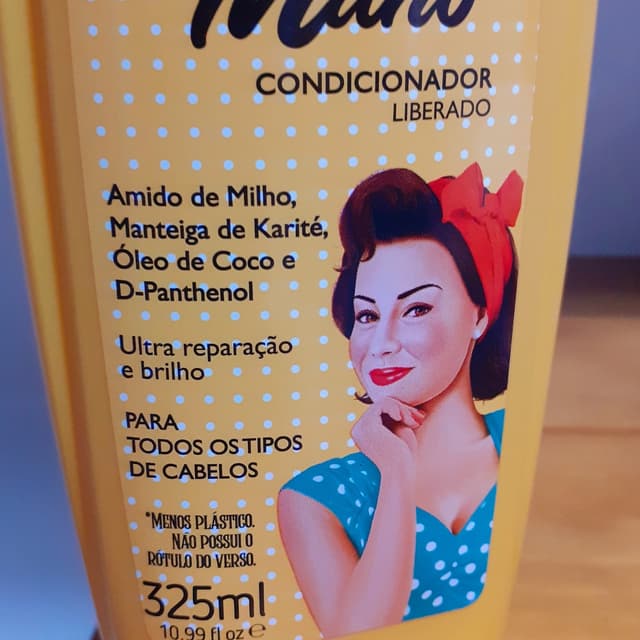 CONDICIONADOR
LIBERADO
Amido de Milho,
Manteiga de Karité,
Óleo de Coco e
D-Panthenol
Ultra reparação
e brilho
PARA
TODOS OS TIPOS
DE CABELOS
*MENOS PLÁSTICO.
NÃO POSSUI O
RÓTULO DO VERSO.
325ml
10.99 fl oz e